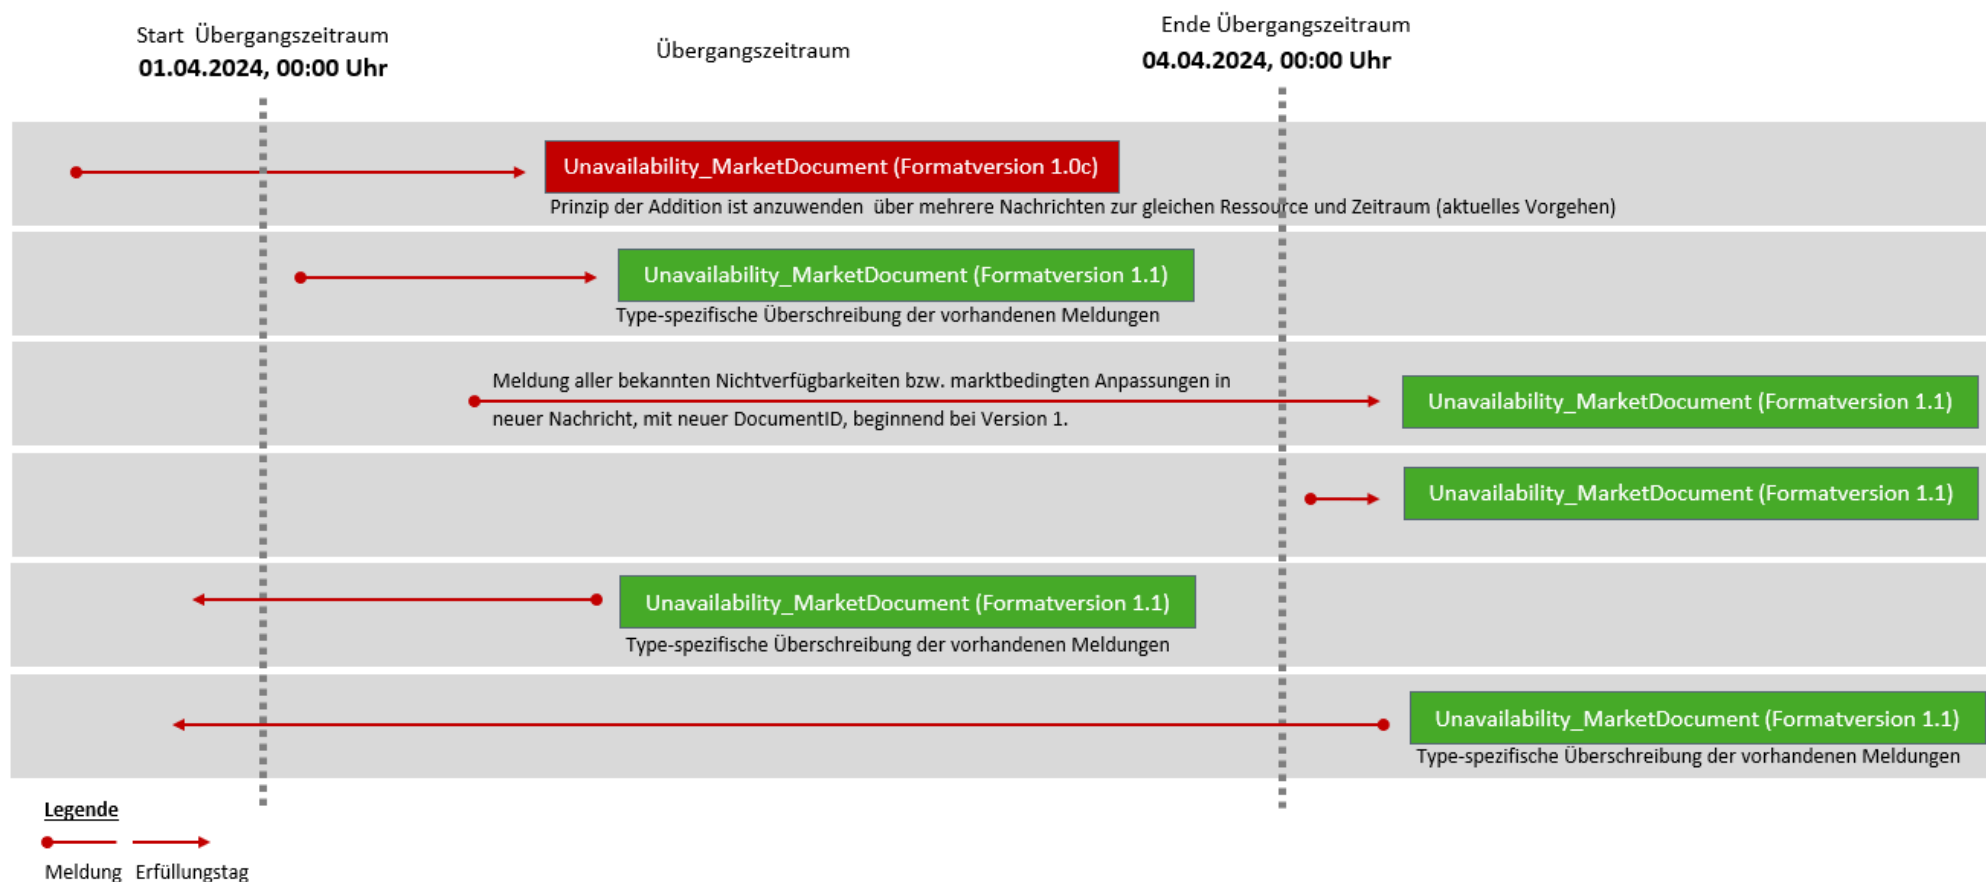 Start Übergangszeitraum
01.04.2024, 00:00 Uhr
Übergangszeitraum
Ende Übergangszeitraum
04.04.2024, 00:00 Uhr
Unavailability_MarketDocument (Formatversion 1.0c)
Prinzip der Addition ist anzuwenden über mehrere Nachrichten zur gleichen Ressource und Zeitraum (aktuelles Vorgehen)
Unavailability_MarketDocument (Formatversion 1.1)
Type-spezifische Überschreibung der vorhandenen Meldungen
Meldung aller bekannten Nichtverfügbarkeiten bzw. marktbedingten Anpassungen in
neuer Nachricht, mit neuer DocumentID, beginnend bei Version 1.
Unavailability_MarketDocument (Formatversion 1.1)
Unavailability_MarketDocument (Formatversion 1.1)
Unavailability_MarketDocument (Formatversion 1.1)
Type-spezifische Überschreibung der vorhandenen Meldungen
Unavailability_MarketDocument (Formatversion 1.1)
Type-spezifische Überschreibung der vorhandenen Meldungen
Legende
Meldung Erfüllungstag